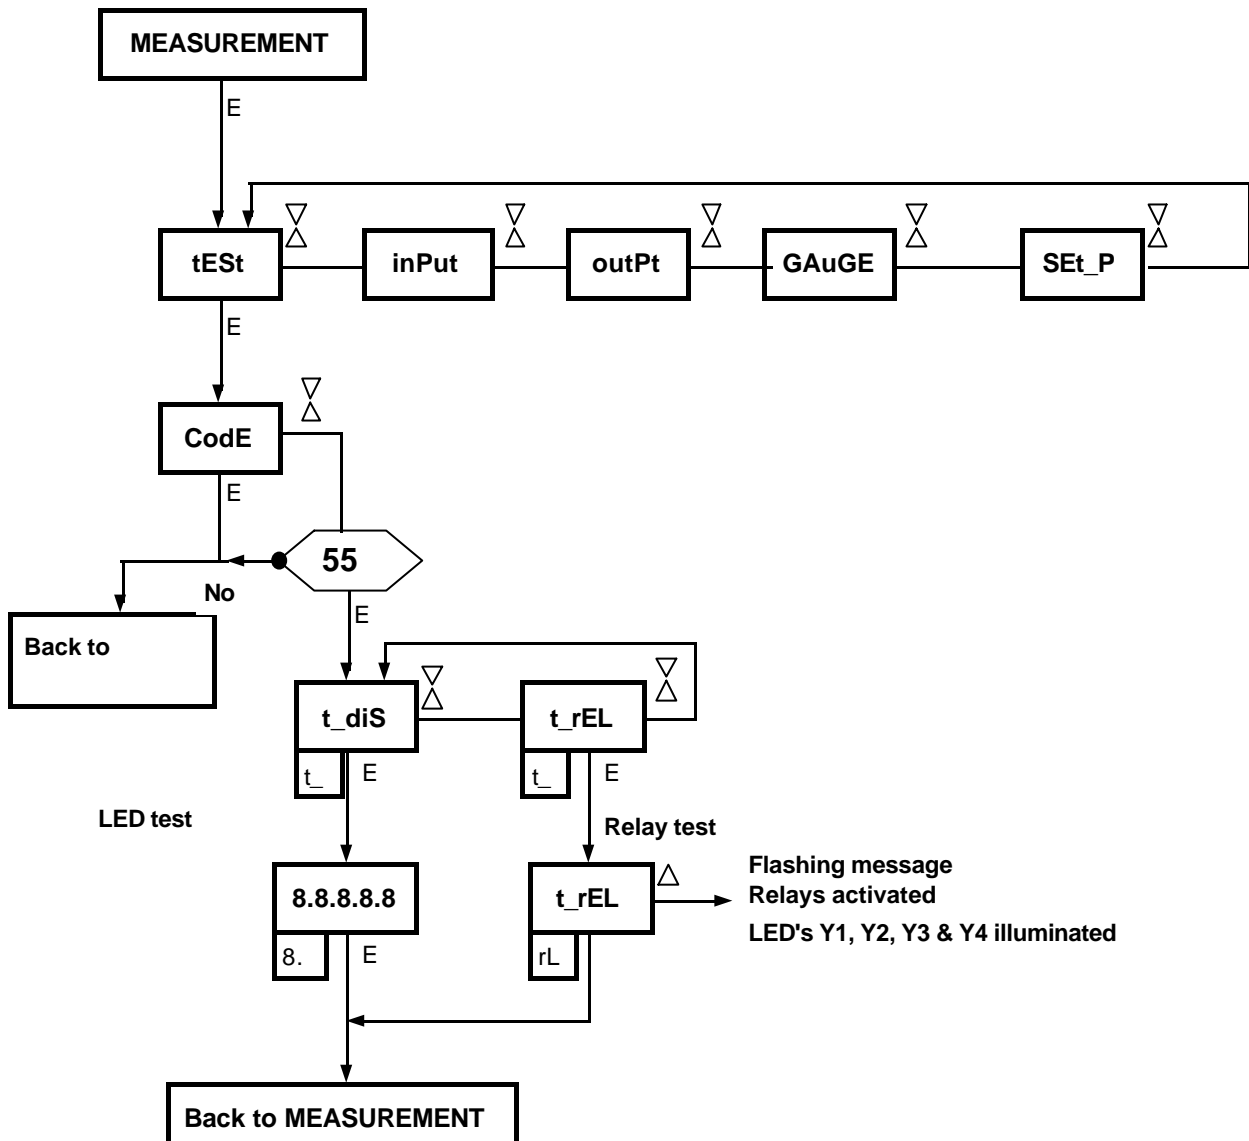 MEASUREMENT
E
tESt
inPut
outPt
GAuGE
SEt_P
E
CodE
E
55
No
E
Back to
t_diS
t_rEL
t_
E
t_
E
LED test
Relay test
8.8.8.8.8
t_rEL
Flashing message
Relays activated
LED's Y1, Y2, Y3 & Y4 illuminated
8.
E
rL
Back to MEASUREMENT